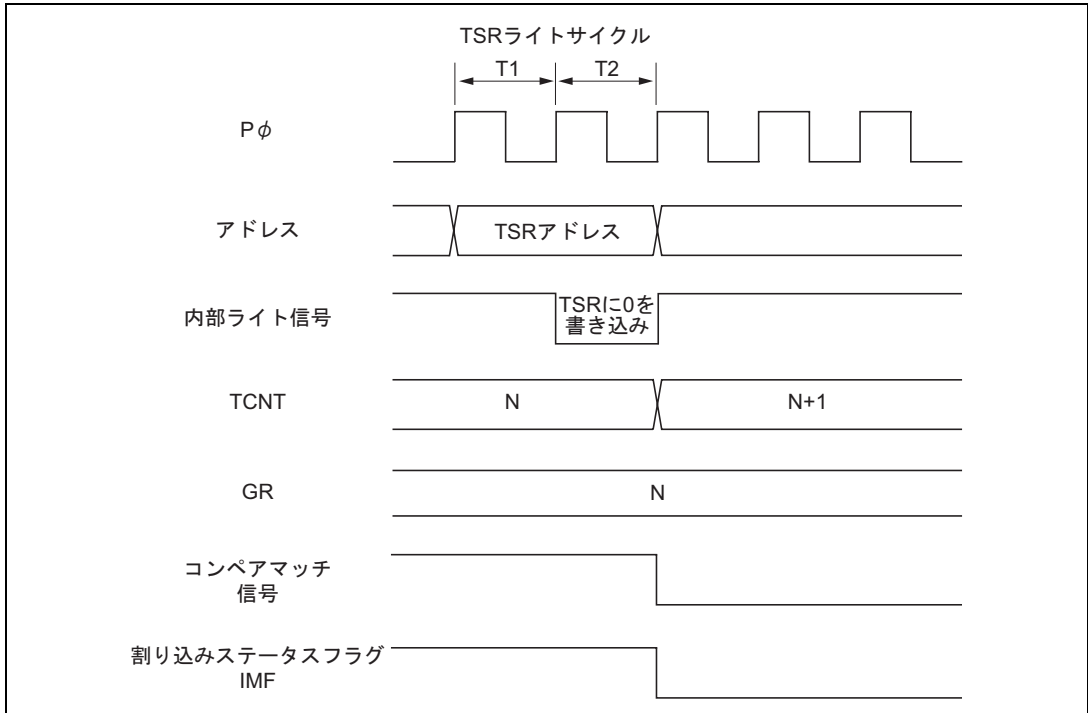 TSRライトサイクル
T1 T2
Pφ
アドレス TSRアドレス
内部ライト信号 TSRに0を
書き込み
TCNT N N+1
GR N
コンペアマッチ
信号
割り込みステータスフラグ
IMF